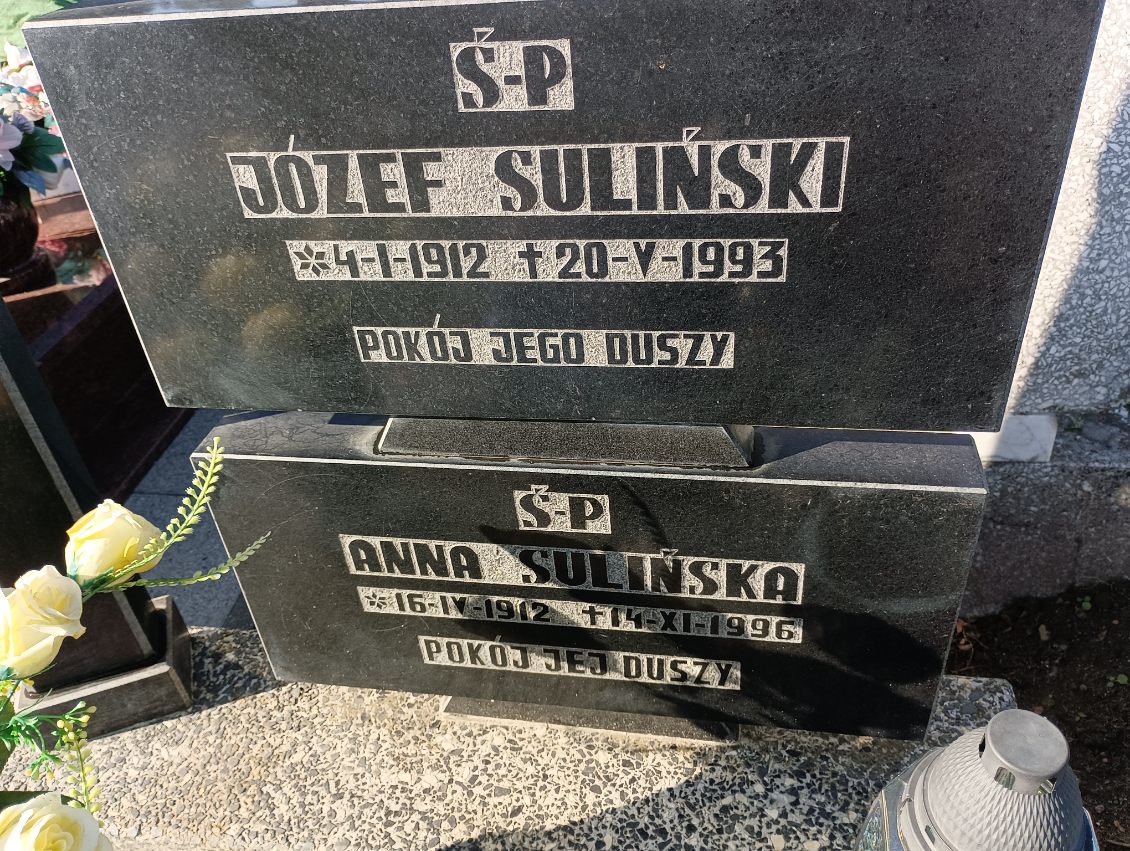 Ś-P
JÓZEF SULIŃSKI
*4-I-1912 †20-V-1993
POKÓJ JEGO DUSZY
Ś-P
ANNA SULIŃSKA
*16-IV-1912 †14-XI-1996
POKÓJ JEJ DUSZY